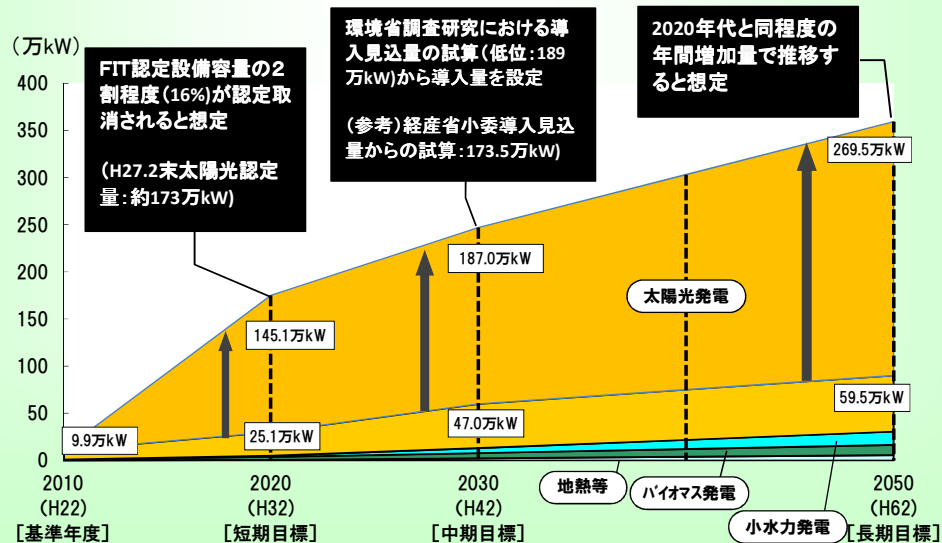 (万kW)
400
350
300
250
200
150
100
50
0
FIT認定設備容量の2
割程度(16%)が認定取
消されると想定
(H27.2末太陽光認定
量:約173万kW)
環境省調査研究における導
入見込量の試算(低位:189
万kW)から導入量を設定
(参考)経産省小委導入見込
量からの試算:173.5万kW)
2020年代と同程度の
年間増加量で推移す
ると想定
269.5万kW
187.0万kW
145.1万kW
太陽光発電
59.5万kW
47.0万kW
25.1万kW
9.9万kW
地熱等
バイオマス発電
小水力発電
2010
(H22)
[基準年度]
2020
(H32)
[短期目標]
2030
(H42)
[中期目標]
2050
(H62)
[長期目標]